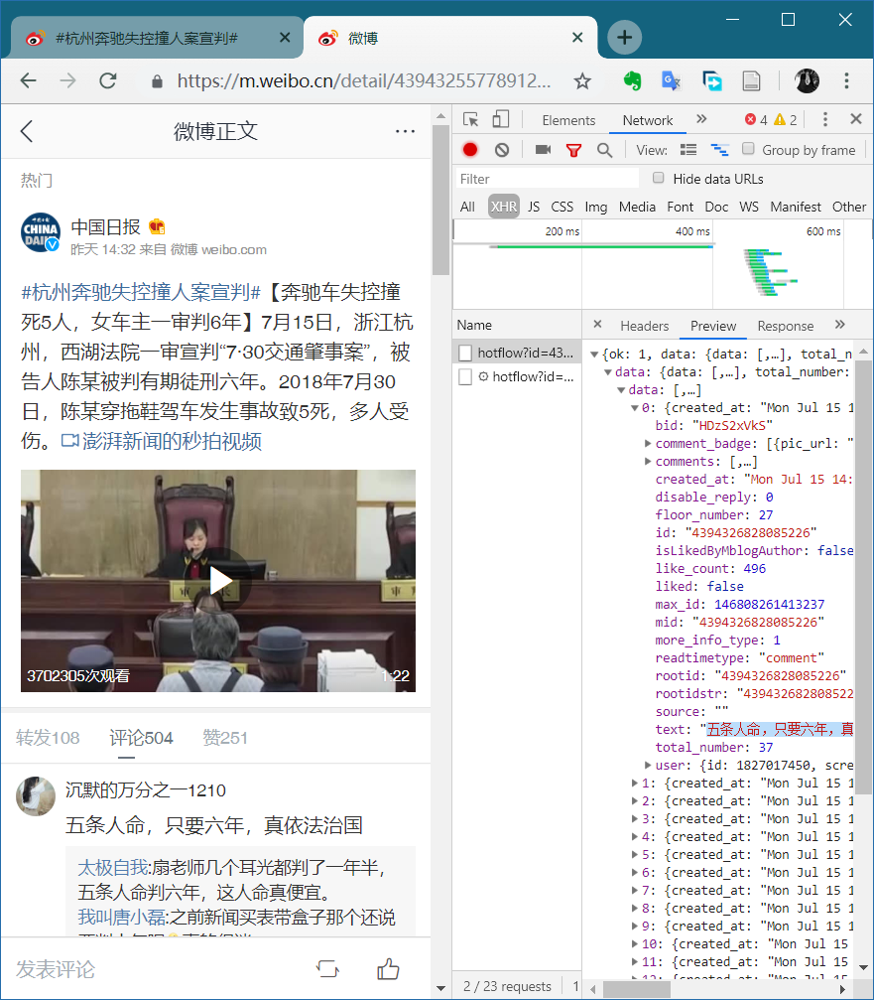 #杭州奔驰失控撞人案宣判#
微博
https://m.weibo.cn/detail/43943255778912...
微博正文
热门
CHINA
中国日报
昨天 14:32 来自 微博 weibo.com
#杭州奔驰失控撞人案宣判#【奔驰车失控撞
死5人，女车主一审判6年】7月15日，浙江杭
州，西湖法院一审宣判“7·30交通肇事案”，被
告人陈某被判有期徒刑六年。2018年7月30
日，陈某穿拖鞋驾车发生事故致5死，多人受
伤。澎湃新闻的秒拍视频
3702305次观看
1:22
转发108 评论504 赞251
沉默的万分之一1210
五条人命，只要六年，真依法治国
太极自我:扇老师几个耳光都判了一年半，
五条人命判六年，这人命真便宜。
我叫唐小磊:之前新闻买表带盒子那个还说
发表评论
Elements Network » 4 2
View: Group by frame
Filter Hide data URLs
All XHR JS CSS Img Media Font Doc WS Manifest Other
200 ms 400 ms 600 ms
Name
hotflow?id=43...
hotflow?id=...
2 / 23 requests 1
× Headers Preview Response »
{ok: 1, data: {data: [,…], total_n
data: {data: [,…], total_number:
data: [,…]
0: {created_at: "Mon Jul 15 1
bid: "HDzS2xVkS"
comment_badge: [{pic_url: "
comments: [,…]
created_at: "Mon Jul 15 14:
disable_reply: 0
floor_number: 27
id: "4394326828085226"
isLikedByMblogAuthor: false
like_count: 496
liked: false
max_id: 146808261413237
mid: "4394326828085226"
more_info_type: 1
readtimetype: "comment"
rootid: "4394326828085226"
rootidstr: "439432682808522
source: ""
text: "五条人命，只要六年，真
total_number: 37
user: {id: 1827017450, scre
1: {created_at: "Mon Jul 15 1
2: {created_at: "Mon Jul 15 1
3: {created_at: "Mon Jul 15 1
4: {created_at: "Mon Jul 15 1
5: {created_at: "Mon Jul 15 1
6: {created_at: "Mon Jul 15 1
7: {created_at: "Mon Jul 15 1
8: {created_at: "Mon Jul 15 1
9: {created_at: "Mon Jul 15 1
10: {created_at: "Mon Jul 15
11: {created_at: "Mon Jul 15